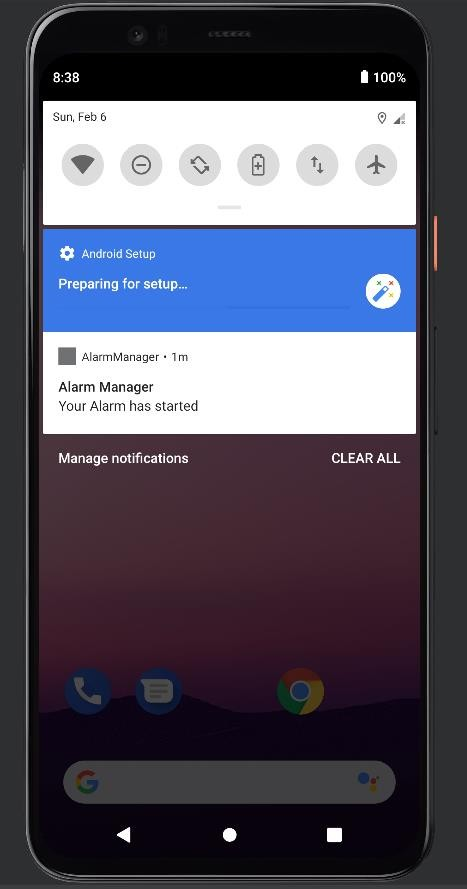 8:38
100%
Sun, Feb 6
Android Setup
Preparing for setup…
AlarmManager • 1m
Alarm Manager
Your Alarm has started
Manage notifications
CLEAR ALL